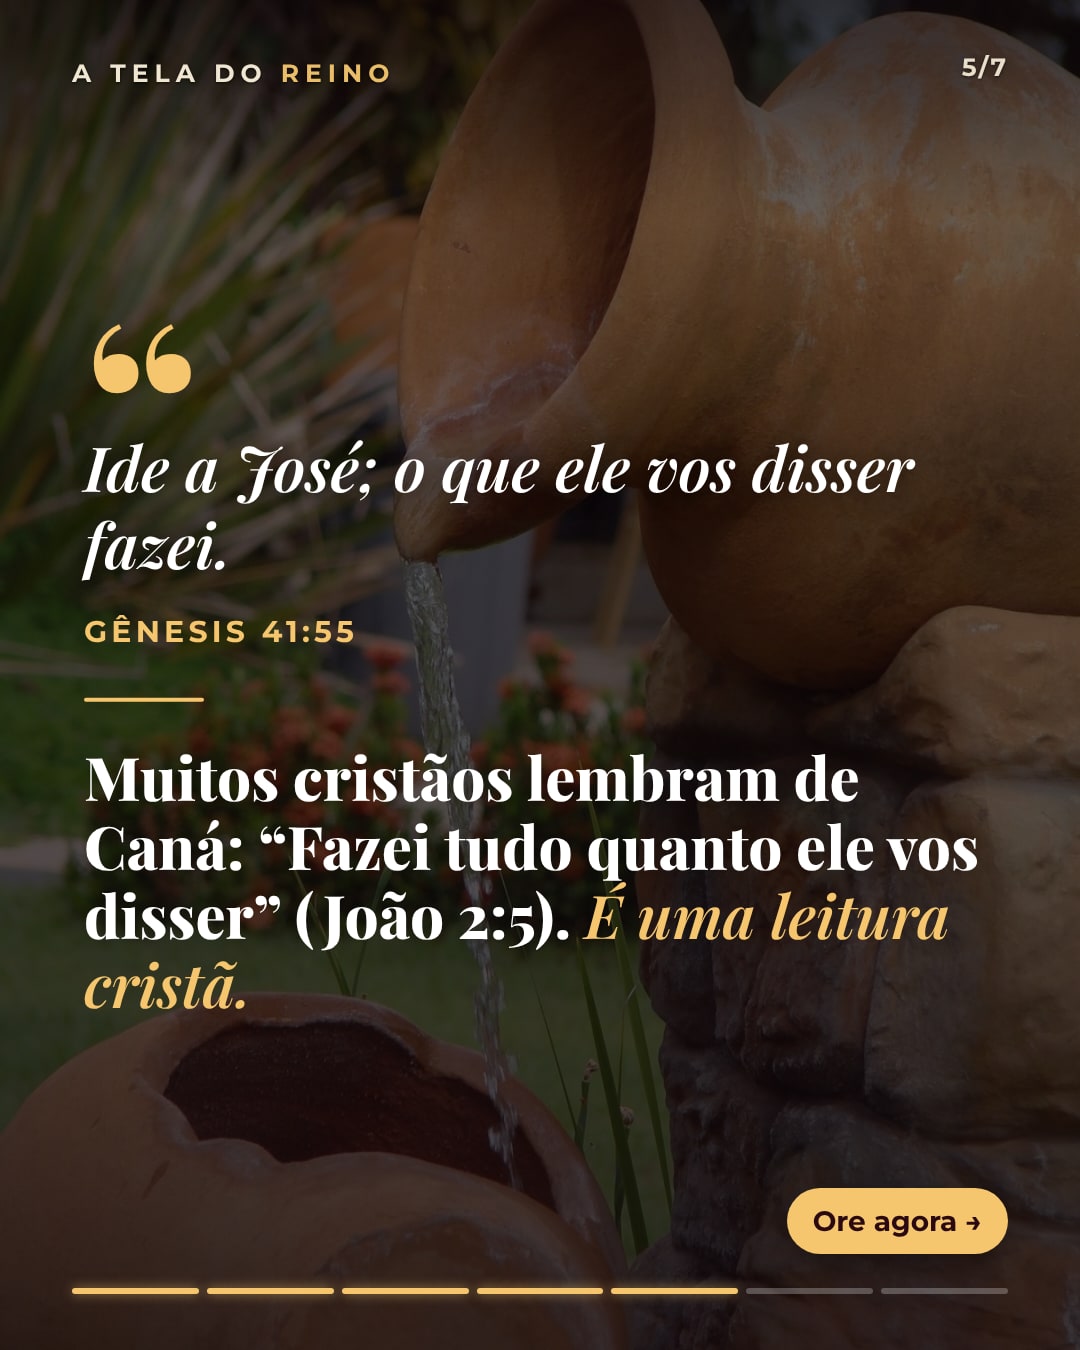 A TELA DO REINO
5/7
“
Ide a José; o que ele vos disser
fazei.
GÊNESIS 41:55
Muitos cristãos lembram de
Caná: “Fazei tudo quanto ele vos
disser” (João 2:5). É uma leitura
cristã.
Ore agora →